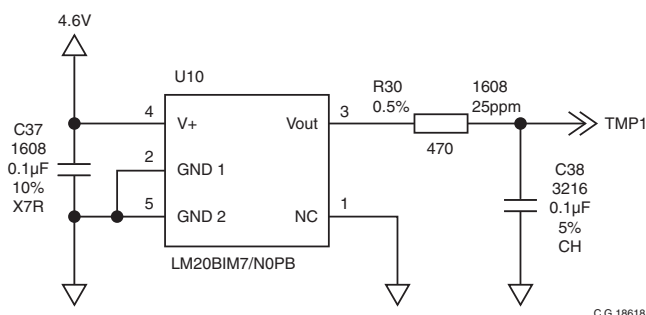 4.6V
U10
R30
0.5%
1608
25ppm
4
V+
Vout
3
TMP1
C37
1608
0.1µF
10%
X7R
2
GND 1
470
5
GND 2
NC
1
C38
3216
0.1µF
5%
CH
LM20BIM7/N0PB
C.G.18618